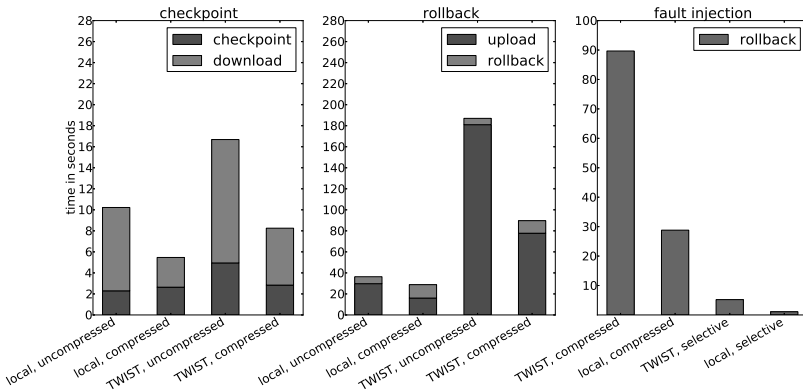 checkpoint
rollback
fault injection
time in seconds
28
26
24
22
20
18
16
14
12
10
8
6
4
2
0
checkpoint
download
local, uncompressed
local, compressed
TWIST, uncompressed
TWIST, compressed
280
260
240
220
200
180
160
140
120
100
80
60
40
20
0
upload
rollback
local, uncompressed
local, compressed
TWIST, uncompressed
TWIST, compressed
100
90
80
70
60
50
40
30
20
10
rollback
TWIST, compressed
local, compressed
TWIST, selective
local, selective